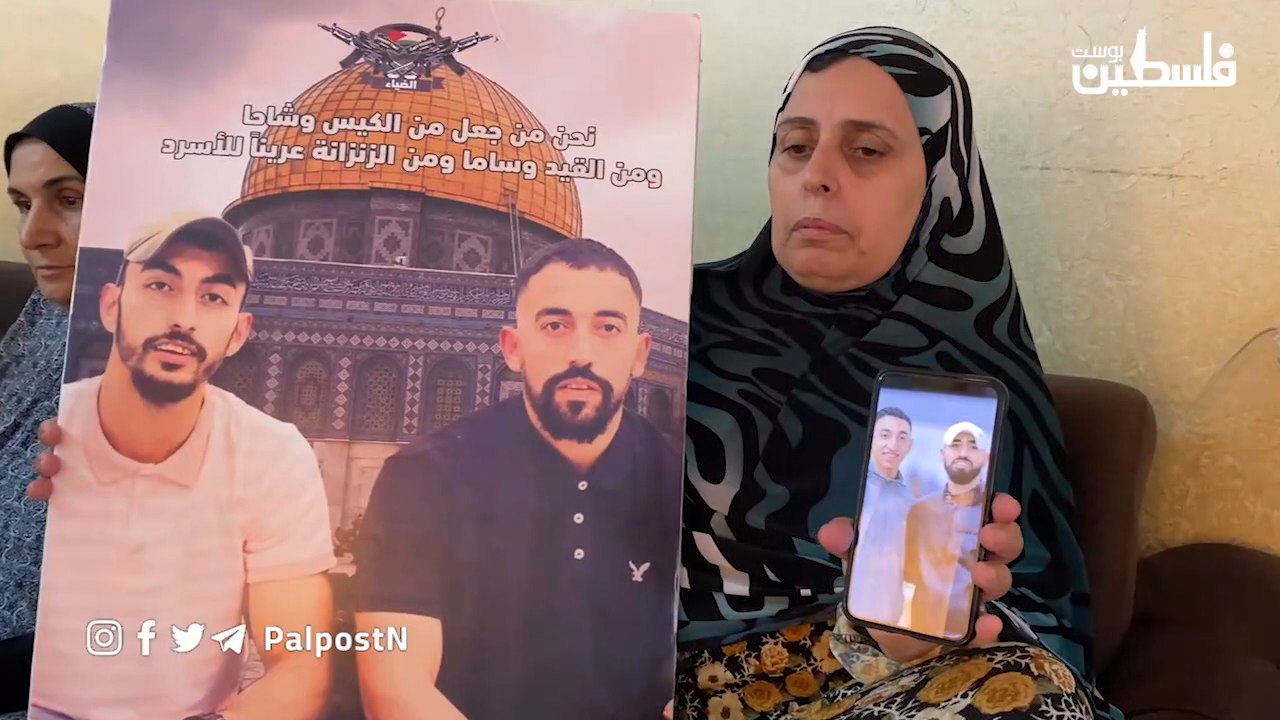 فلسطين
بوست
الضياء
نحن من جعل من الكيس وشاحا
ومن القيد وساما ومن الزنزانة عريناً للأسرد
PalpostN